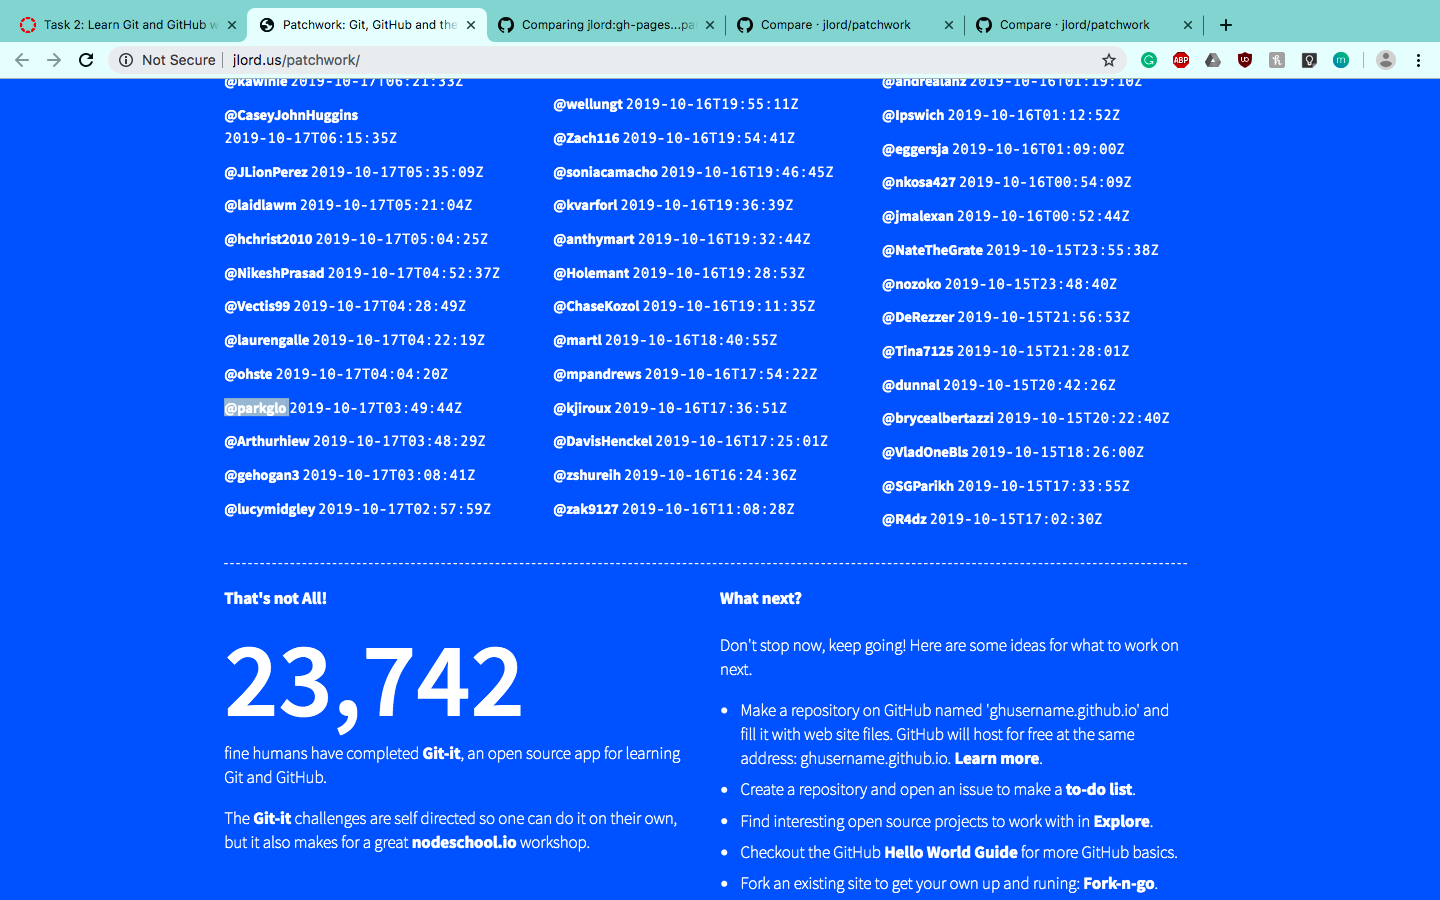 Task 2: Learn Git and GitHub w
Patchwork: Git, GitHub and the
Comparing jlord:gh-pages...pa
Compare · jlord/patchwork
Compare · jlord/patchwork
Not Secure
jlord.us/patchwork/
@kawinie 2019-10-17T06:21:33Z
@CaseyJohnHuggins
2019-10-17T06:15:35Z
@JLionPerez 2019-10-17T05:35:09Z
@laidlawm 2019-10-17T05:21:04Z
@hchrist2010 2019-10-17T05:04:25Z
@NikeshPrasad 2019-10-17T04:52:37Z
@Vectis99 2019-10-17T04:28:49Z
@laurengalle 2019-10-17T04:22:19Z
@ohste 2019-10-17T04:04:20Z
@parkglo 2019-10-17T03:49:44Z
@Arthurhiew 2019-10-17T03:48:29Z
@gehogan3 2019-10-17T03:08:41Z
@lucymidgley 2019-10-17T02:57:59Z
@wellungt 2019-10-16T19:55:11Z
@Zach116 2019-10-16T19:54:41Z
@soniacamacho 2019-10-16T19:46:45Z
@kvarforl 2019-10-16T19:36:39Z
@anthymart 2019-10-16T19:32:44Z
@Holemant 2019-10-16T19:28:53Z
@ChaseKozol 2019-10-16T19:11:35Z
@martl 2019-10-16T18:40:55Z
@mpandrews 2019-10-16T17:54:22Z
@kjiroux 2019-10-16T17:36:51Z
@DavisHenckel 2019-10-16T17:25:01Z
@zshureih 2019-10-16T16:24:36Z
@zak9127 2019-10-16T11:08:28Z
@andrealanz 2019-10-16T01:19:10Z
@Ipswich 2019-10-16T01:12:52Z
@eggersja 2019-10-16T01:09:00Z
@nkosa427 2019-10-16T00:54:09Z
@jmalexan 2019-10-16T00:52:44Z
@NateTheGrate 2019-10-15T23:55:38Z
@nozoko 2019-10-15T23:48:40Z
@DeRezzer 2019-10-15T21:56:53Z
@Tina7125 2019-10-15T21:28:01Z
@dunnal 2019-10-15T20:42:26Z
@brycealbertazzi 2019-10-15T20:22:40Z
@VladOneBls 2019-10-15T18:26:00Z
@SGParikh 2019-10-15T17:33:55Z
@R4dz 2019-10-15T17:02:30Z
That's not All!
23,742
fine humans have completed Git-it, an open source app for learning
Git and GitHub.
The Git-it challenges are self directed so one can do it on their own,
but it also makes for a great nodeschool.io workshop.
What next?
Don't stop now, keep going! Here are some ideas for what to work on
next.
• Make a repository on GitHub named 'ghusername.github.io' and
fill it with web site files. GitHub will host for free at the same
address: ghusername.github.io. Learn more.
• Create a repository and open an issue to make a to-do list.
• Find interesting open source projects to work with in Explore.
• Checkout the GitHub Hello World Guide for more GitHub basics.
• Fork an existing site to get your own up and runing: Fork-n-go.